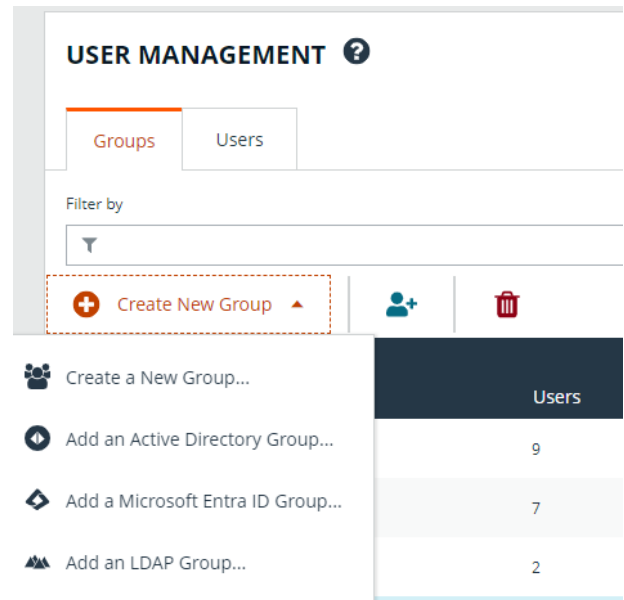 USER MANAGEMENT
Groups
Users
Filter by
Create New Group
Create a New Group...
Users
Add an Active Directory Group...
9
Add a Microsoft Entra ID Group...
7
Add an LDAP Group...
2